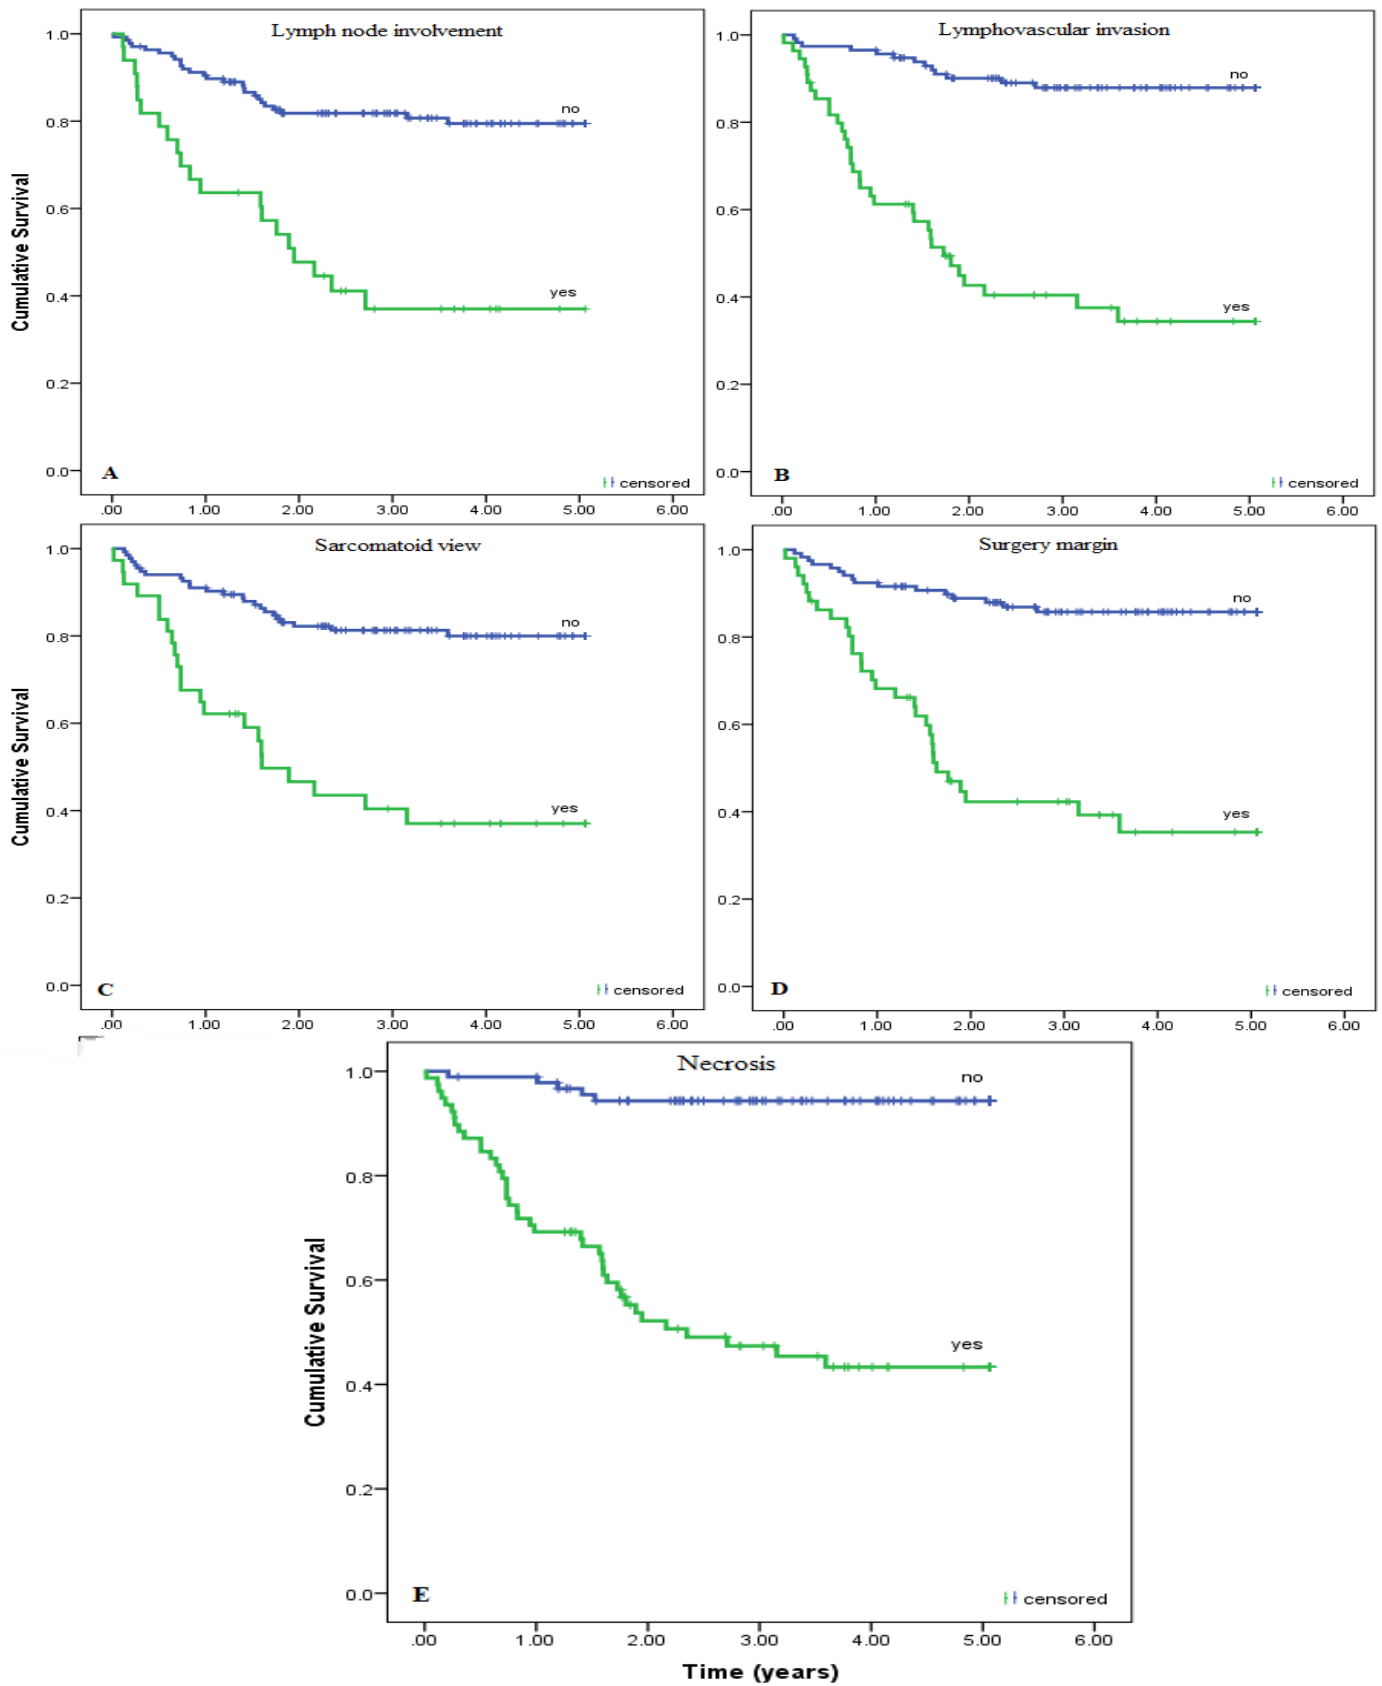 Lymph node involvement
Cumulative Survival
1.0
0.8
0.6
0.4
0.2
0.0
no
yes
A
censored
.00 1.00 2.00 3.00 4.00 5.00 6.00
Lymphovascular invasion
1.0
0.8
0.6
0.4
0.2
0.0
no
yes
B
censored
.00 1.00 2.00 3.00 4.00 5.00 6.00
Sarcomatoid view
Cumulative Survival
1.0
0.8
0.6
0.4
0.2
0.0
no
yes
C
censored
.00 1.00 2.00 3.00 4.00 5.00 6.00
Surgery margin
1.0
0.8
0.6
0.4
0.2
0.0
no
yes
D
censored
.00 1.00 2.00 3.00 4.00 5.00 6.00
Necrosis
Cumulative Survival
1.0
0.8
0.6
0.4
0.2
0.0
no
yes
E
censored
.00 1.00 2.00 3.00 4.00 5.00 6.00
Time (years)